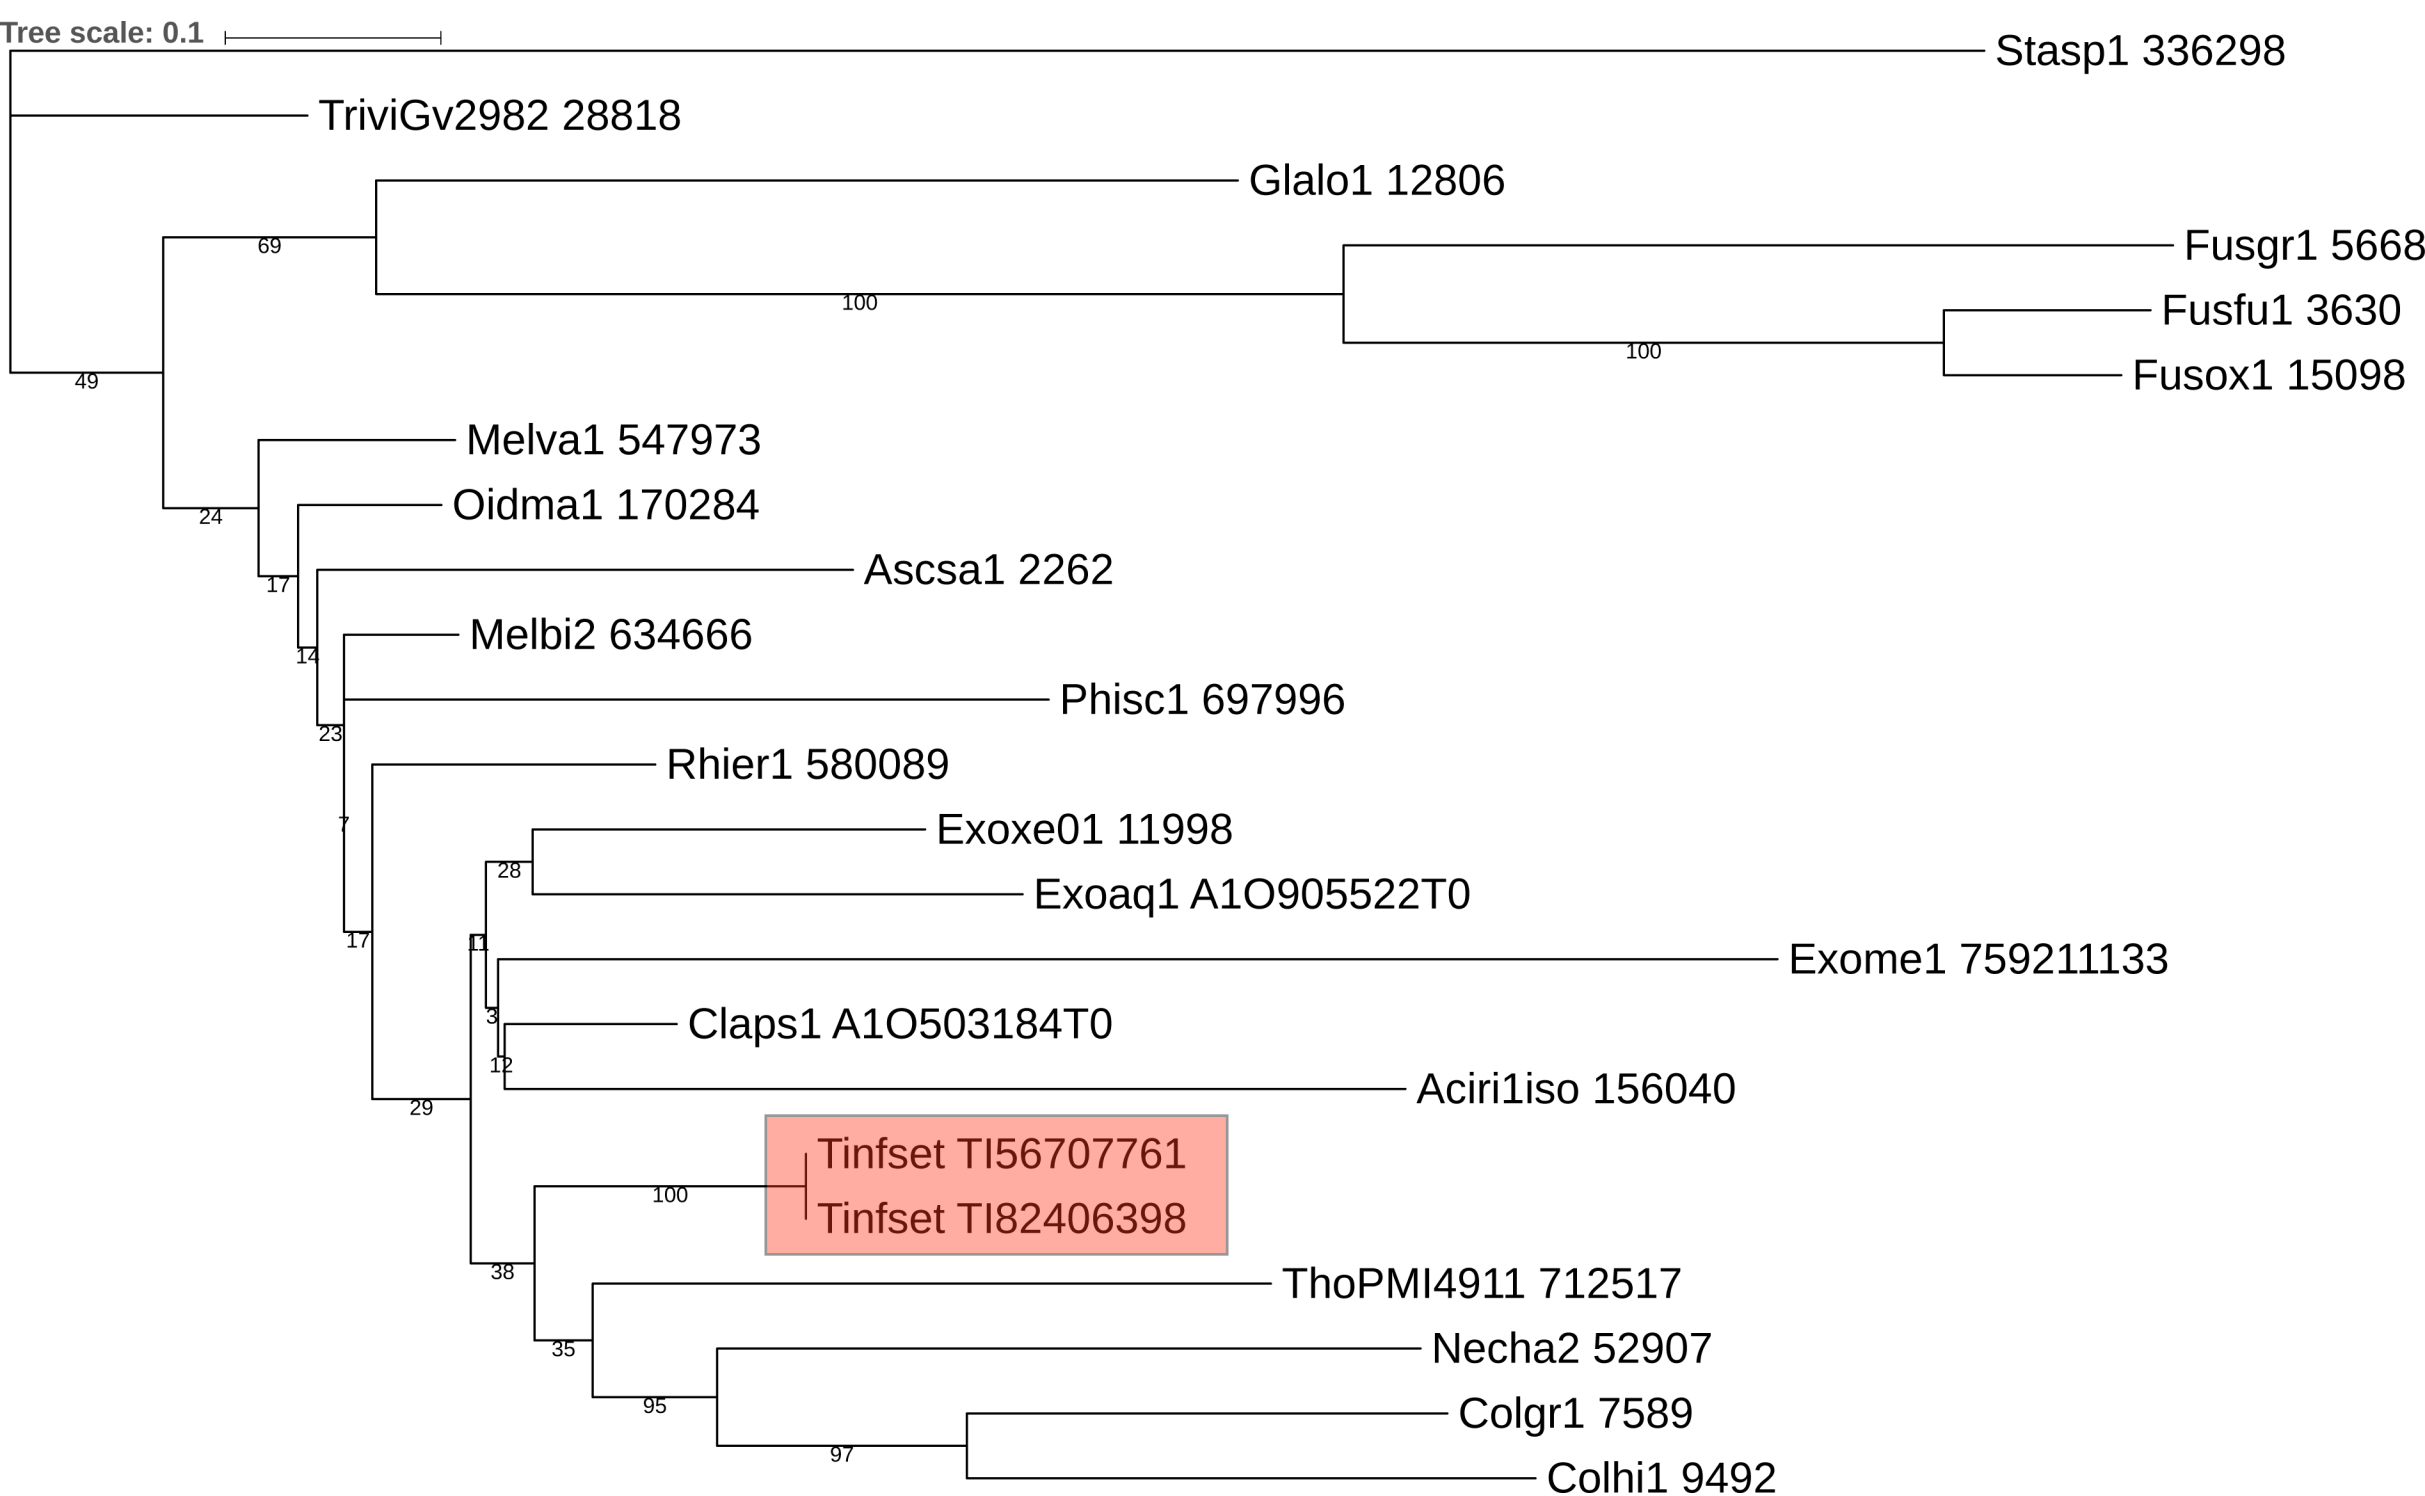 Tree scale: 0.1
Stasp1 336298
TriviGv2982 28818
Glalo1 12806
69
Fusgr1 5668
100
Fusfu1 3630
100
Fusox1 15098
49
Melva1 547973
Oidma1 170284
24
Ascsa1 2262
17
Melbi2 634666
14
Phisc1 697996
23
Rhier1 580089
7
Exoxe01 11998
28
Exoaq1 A1O905522T0
17
11
Exome1 759211133
3
Claps1 A1O503184T0
12
Aciri1iso 156040
29
Tinfset TI56707761
100
Tinfset TI82406398
38
ThoPMI4911 712517
35
Necha2 52907
95
Colgr1 7589
97
Colhi1 9492